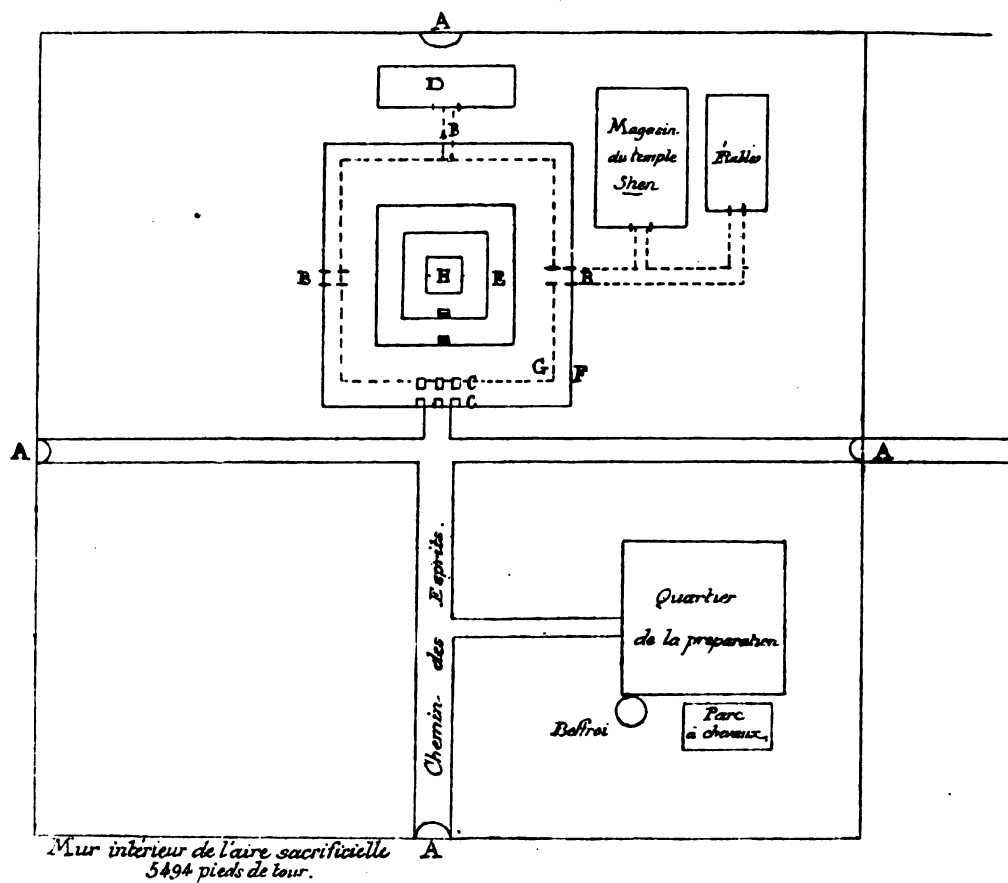 A
D
B
Magasin
du temple
Shen
Étables
B
H
E
B
G
F
C
C
A
A
Chemin des Esprits.
Quartier
de la preparation
Beffroi
Parc
à chevaux.
A
Mur intérieur de l'aire sacrificielle
5494 pieds de tour.